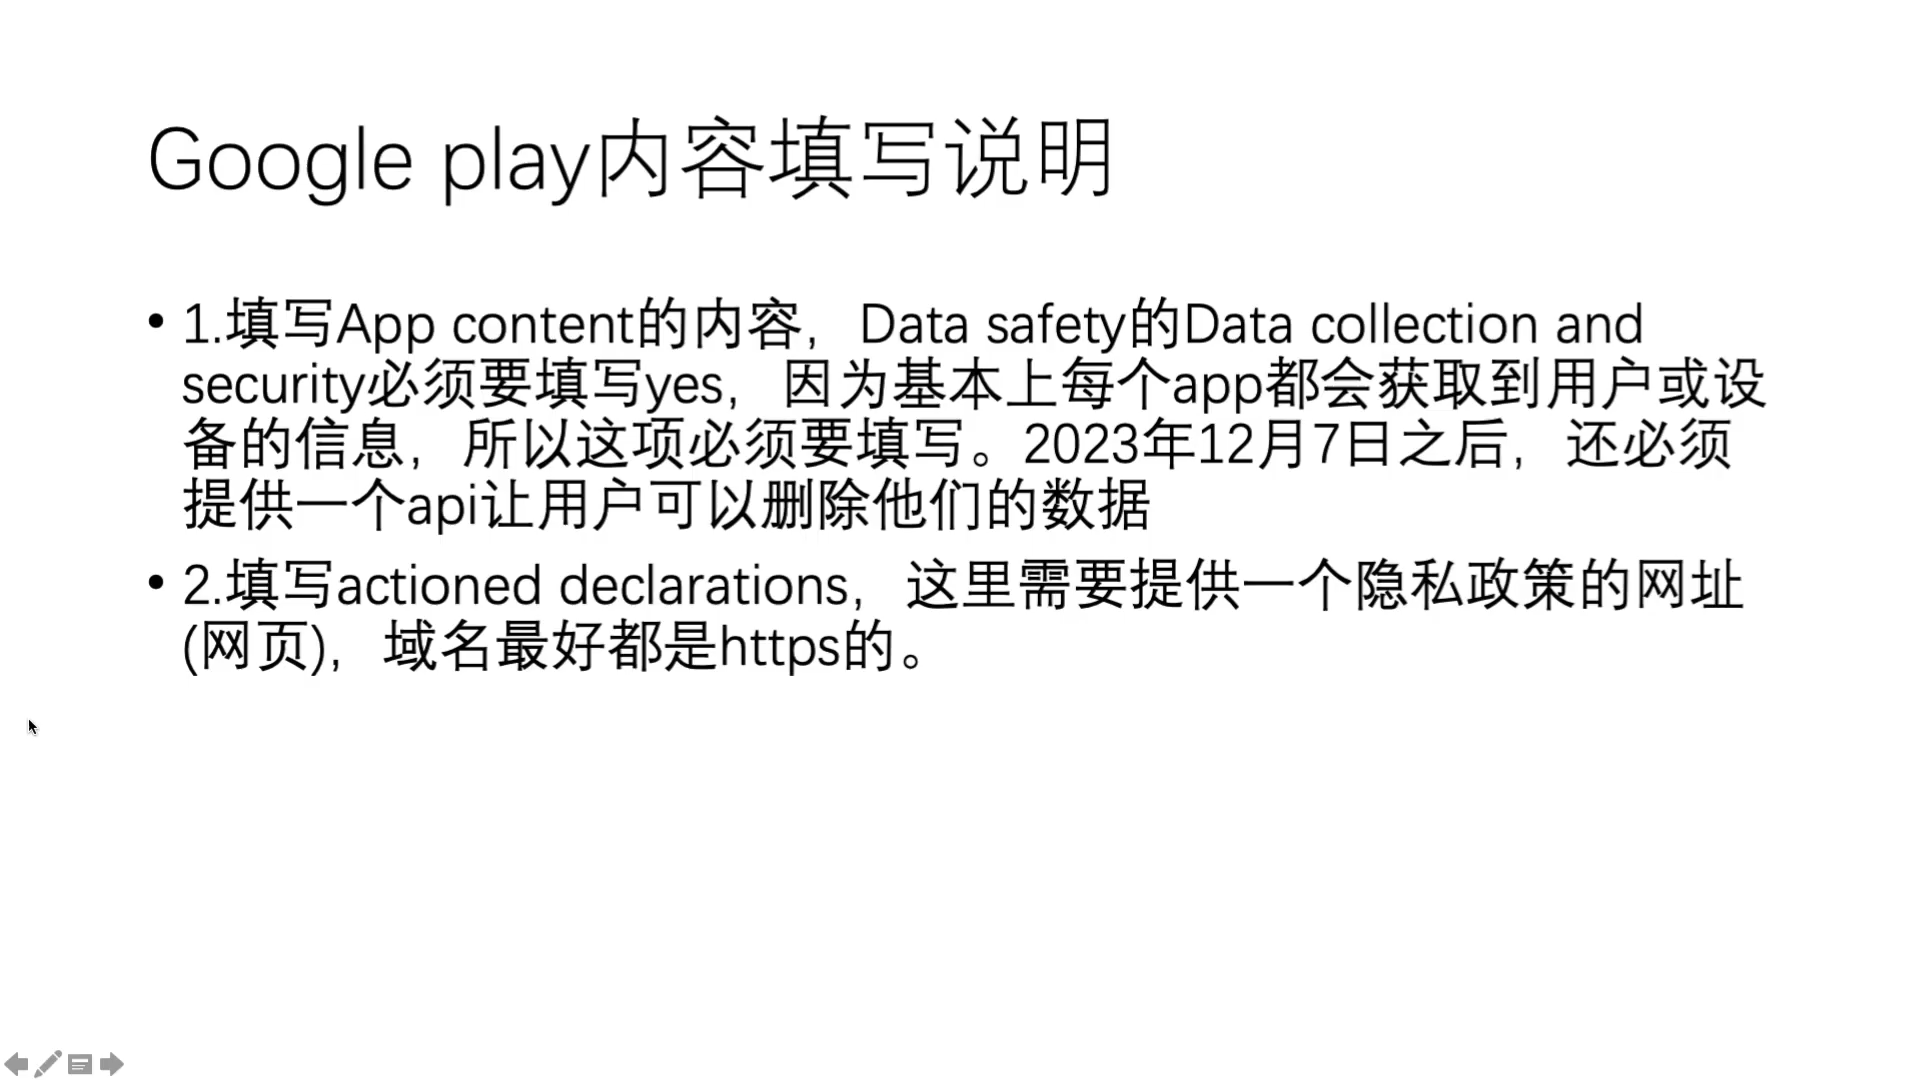 Google play内容填写说明
• 1.填写App content的内容，Data safety的Data collection and
security必须要填写yes，因为基本上每个app都会获取到用户或设
备的信息，所以这项必须要填写。2023年12月7日之后，还必须
提供一个api让用户可以删除他们的数据
• 2.填写actioned declarations，这里需要提供一个隐私政策的网址
(网页)，域名最好都是https的。